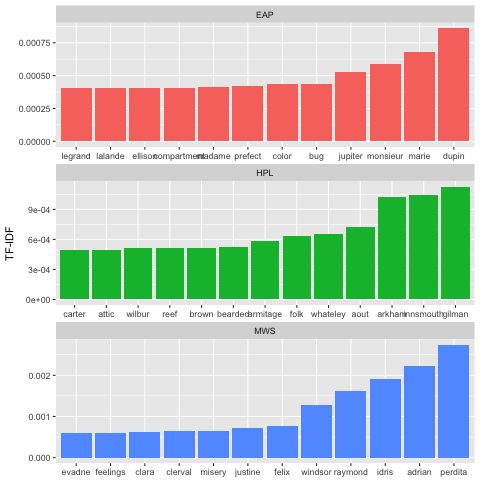 EAP
0.00075
0.00050
0.00025
0.00000
legrand lalande ellison compartment madame prefect color bug jupiter monsieur marie dupin
HPL
9e-04
6e-04
3e-04
0e+00
carter attic wilbur reef brown bearded armitage folk whateley aout arkham innsmouth gilman
TF-IDF
MWS
0.002
0.001
0.000
evadne feelings clara clerval misery justine felix windsor raymond idris adrian perdita